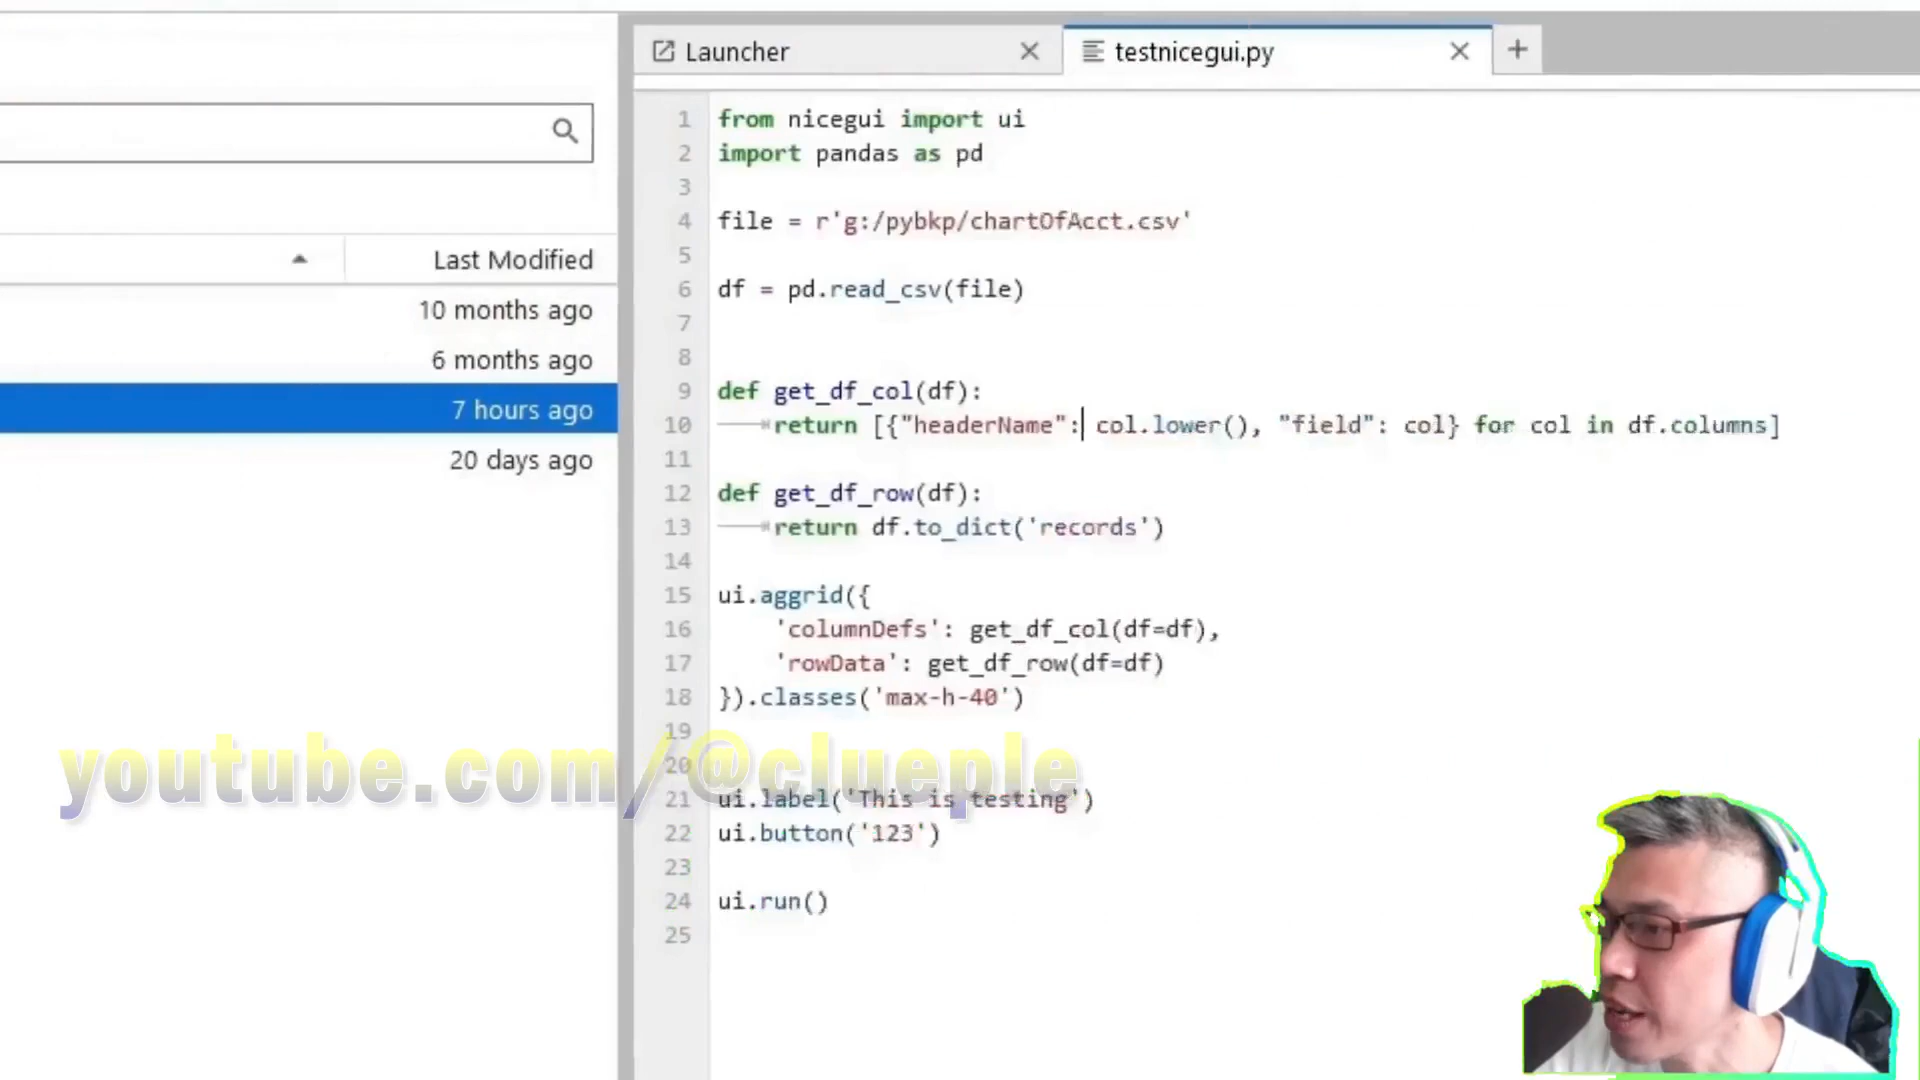 Launcher
testnicegui.py
Last Modified
10 months ago
6 months ago
7 hours ago
20 days ago
1 from nicegui import ui
2 import pandas as pd
3
4 file = r'g:/pybkp/chartOfAcct.csv'
5
6 df = pd.read_csv(file)
7
8
9 def get_df_col(df):
10 return [{"headerName": col.lower(), "field": col} for col in df.columns]
11
12 def get_df_row(df):
13 return df.to_dict('records')
14
15 ui.aggrid({
16 'columnDefs': get_df_col(df=df),
17 'rowData': get_df_row(df=df)
18 }).classes('max-h-40')
19
20
youtube.com/@clueple
21 ui.label('This is testing')
22 ui.button('123')
23
24 ui.run()
25